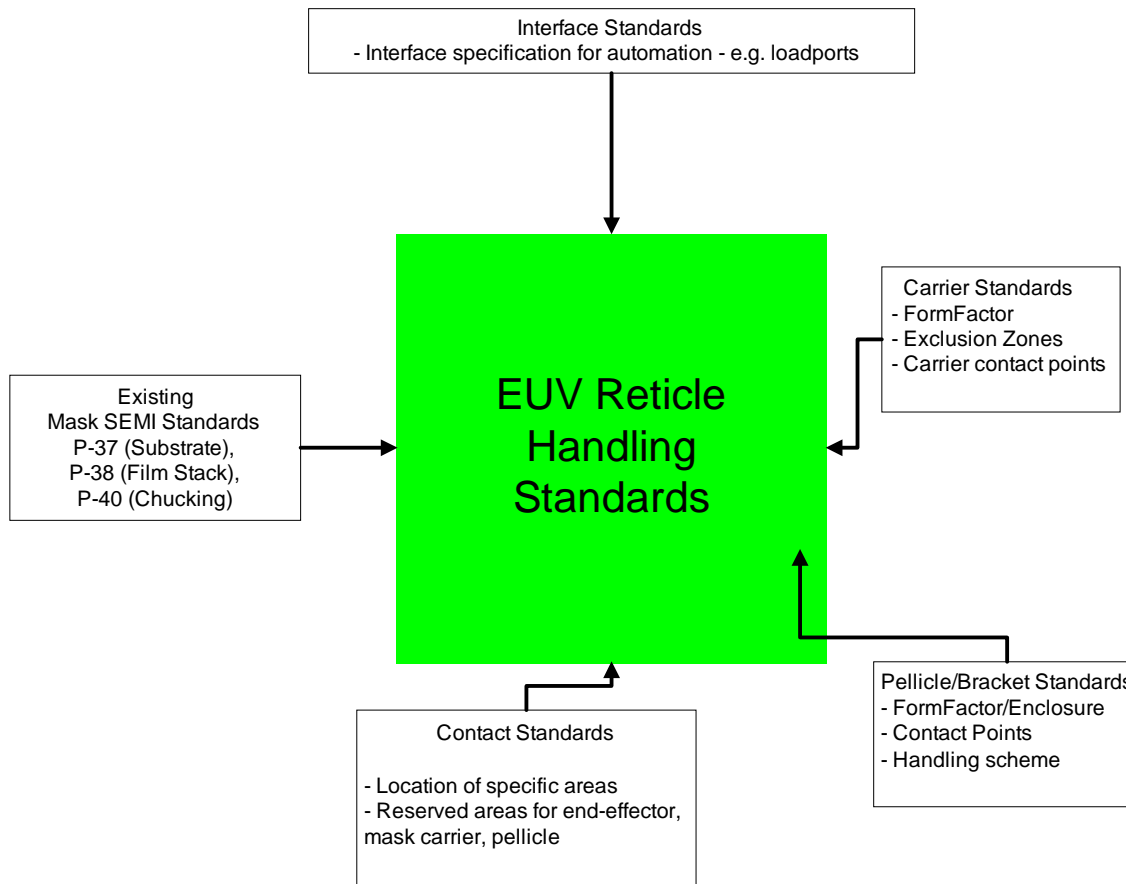 Interface Standards
- Interface specification for automation - e.g. loadports
Carrier Standards
- FormFactor
- Exclusion Zones
- Carrier contact points
EUV Reticle
Handling
Standards
Existing
Mask SEMI Standards
P-37 (Substrate),
P-38 (Film Stack),
P-40 (Chucking)
Pellicle/Bracket Standards
- FormFactor/Enclosure
- Contact Points
- Handling scheme
Contact Standards
- Location of specific areas
- Reserved areas for end-effector,
mask carrier, pellicle